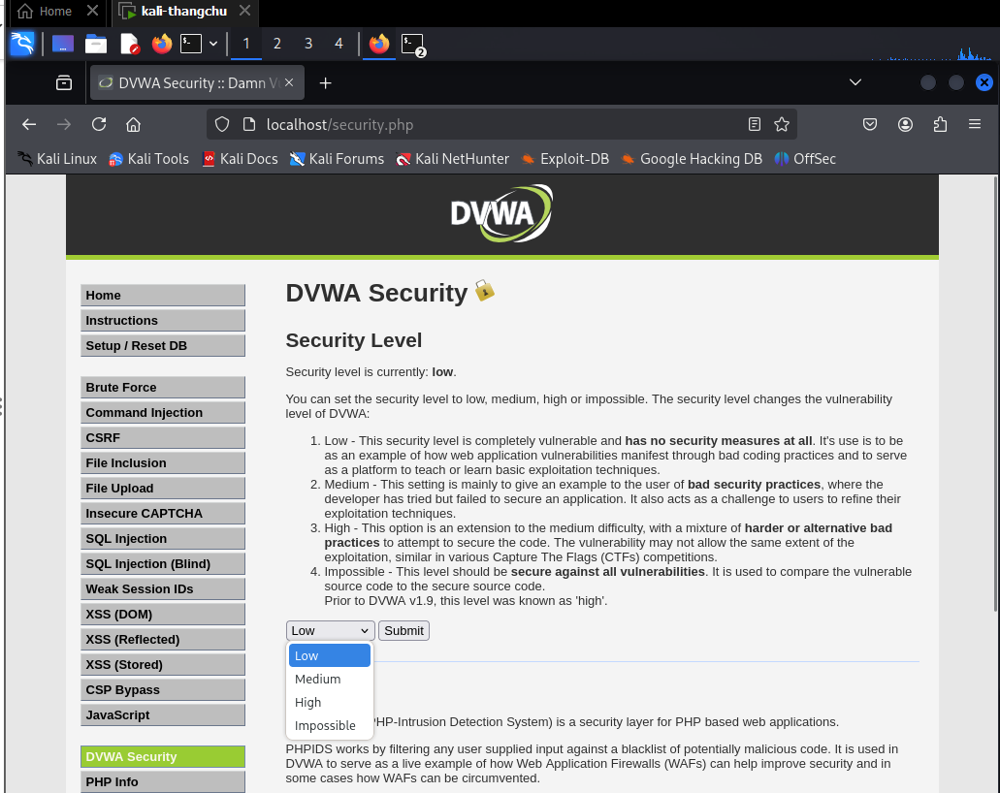 Home
kali-thangchu
1 2 3 4
2
DVWA Security :: Damn V
localhost/security.php
Kali Linux Kali Tools Kali Docs Kali Forums Kali NetHunter Exploit-DB Google Hacking DB OffSec
DVWA
Home
Instructions
Setup / Reset DB
Brute Force
Command Injection
CSRF
File Inclusion
File Upload
Insecure CAPTCHA
SQL Injection
SQL Injection (Blind)
Weak Session IDs
XSS (DOM)
XSS (Reflected)
XSS (Stored)
CSP Bypass
JavaScript
DVWA Security
PHP Info
DVWA Security
Security Level
Security level is currently: low.
You can set the security level to low, medium, high or impossible. The security level changes the vulnerability
level of DVWA:
1. Low - This security level is completely vulnerable and has no security measures at all. It's use is to be
as an example of how web application vulnerabilities manifest through bad coding practices and to serve
as a platform to teach or learn basic exploitation techniques.
2. Medium - This setting is mainly to give an example to the user of bad security practices, where the
developer has tried but failed to secure an application. It also acts as a challenge to users to refine their
exploitation techniques.
3. High - This option is an extension to the medium difficulty, with a mixture of harder or alternative bad
practices to attempt to secure the code. The vulnerability may not allow the same extent of the
exploitation, similar in various Capture The Flags (CTFs) competitions.
4. Impossible - This level should be secure against all vulnerabilities. It is used to compare the vulnerable
source code to the secure source code.
Prior to DVWA v1.9, this level was known as 'high'.
Low Submit
Low
Medium
High
Impossible
PHP-Intrusion Detection System) is a security layer for PHP based web applications.
PHPIDS works by filtering any user supplied input against a blacklist of potentially malicious code. It is used in
DVWA to serve as a live example of how Web Application Firewalls (WAFs) can help improve security and in
some cases how WAFs can be circumvented.